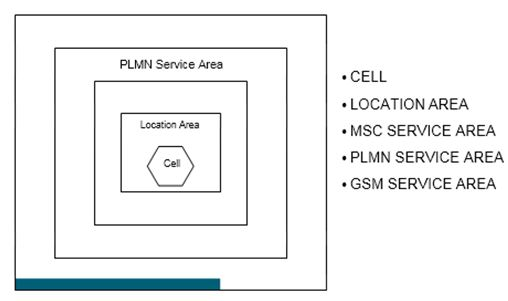 PLMN Service Area
Location Area
Cell
• CELL
• LOCATION AREA
• MSC SERVICE AREA
• PLMN SERVICE AREA
• GSM SERVICE AREA